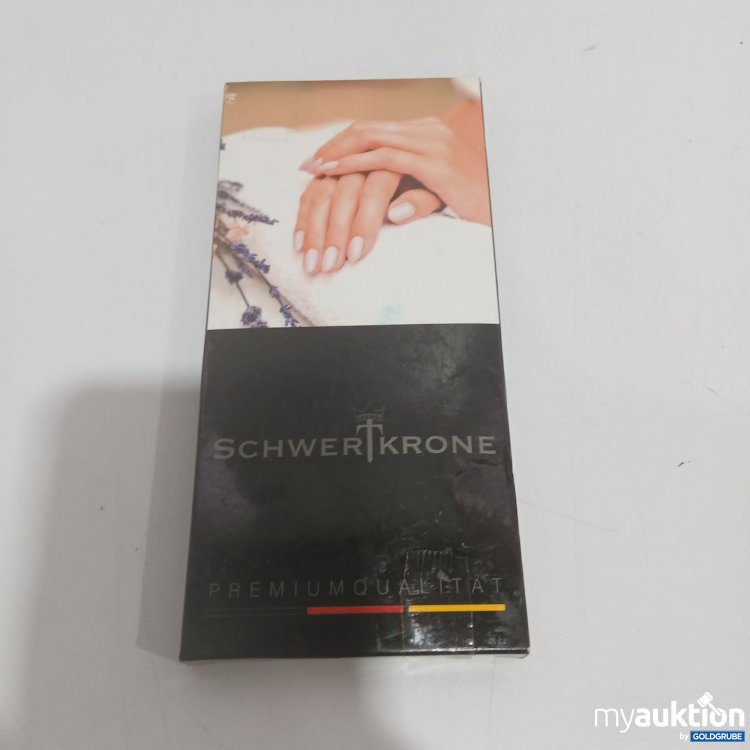 SCHWERTKRONE
PREMIUMQUALITÄT
myauktion
by GOLDGRUBE